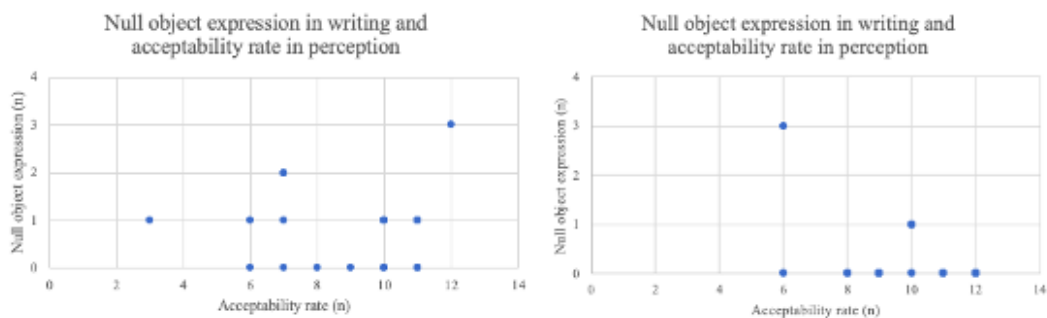 Null object expression in writing and
acceptability rate in perception
Null object expression (n)
4
3
2
1
0
0 2 4 6 8 10 12 14
Acceptability rate (n)
Null object expression in writing and
acceptability rate in perception
Null object expression (n)
4
3
2
1
0
0 2 4 6 8 10 12 14
Acceptability rate (n)